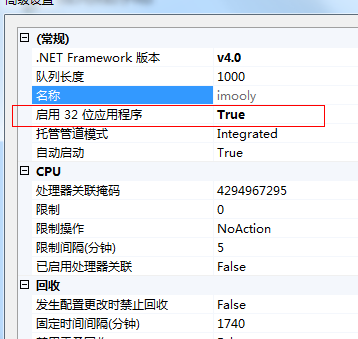 高级设置
(常规)
.NET Framework 版本 v4.0
队列长度 1000
名称 imooly
启用 32 位应用程序 True
托管管道模式 Integrated
自动启动 True
CPU
处理器关联掩码 4294967295
限制 0
限制操作 NoAction
限制间隔(分钟) 5
已启用处理器关联 False
回收
发生配置更改时禁止回收 False
固定时间间隔(分钟) 1740